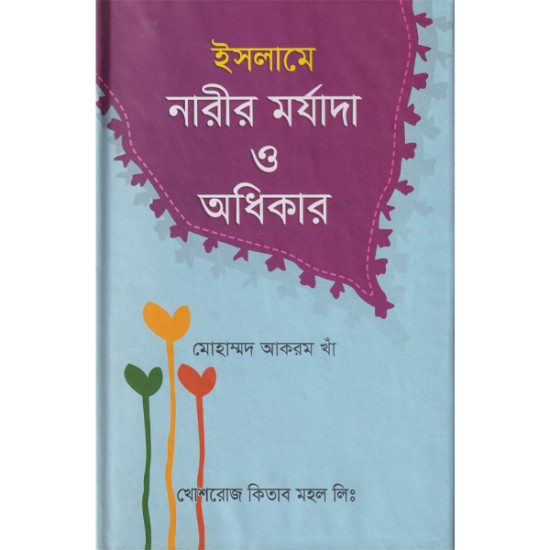 ইসলামে
নারীর মর্যাদা
ও
অধিকার
মোহাম্মদ আকরম খাঁ
খোশরোজ কিতাব মহল লিঃ